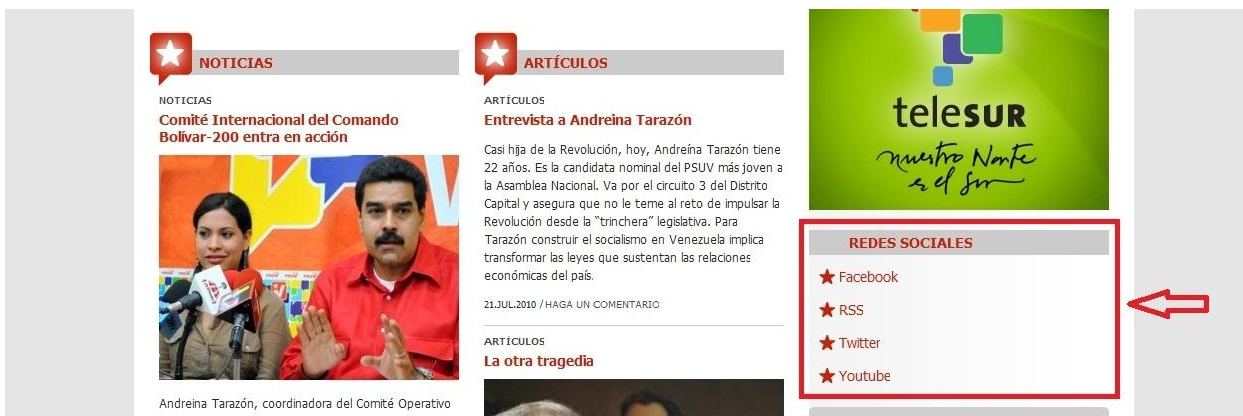 NOTICIAS
NOTICIAS
Comité Internacional del Comando
Bolívar-200 entra en acción
Andreina Tarazón, coordinadora del Comité Operativo
ARTÍCULOS
ARTÍCULOS
Entrevista a Andreina Tarazón
Casi hija de la Revolución, hoy, Andreína Tarazón tiene
22 años. Es la candidata nominal del PSUV más joven a
la Asamblea Nacional. Va por el circuito 3 del Distrito
Capital y asegura que no le teme al reto de impulsar la
Revolución desde la “trinchera” legislativa. Para
Tarazón construir el socialismo en Venezuela implica
transformar las leyes que sustentan las relaciones
económicas del país.
21.JUL.2010 / HAGA UN COMENTARIO
ARTÍCULOS
La otra tragedia
teleSUR
nuestro Norte
es el Sur
REDES SOCIALES
Facebook
RSS
Twitter
Youtube